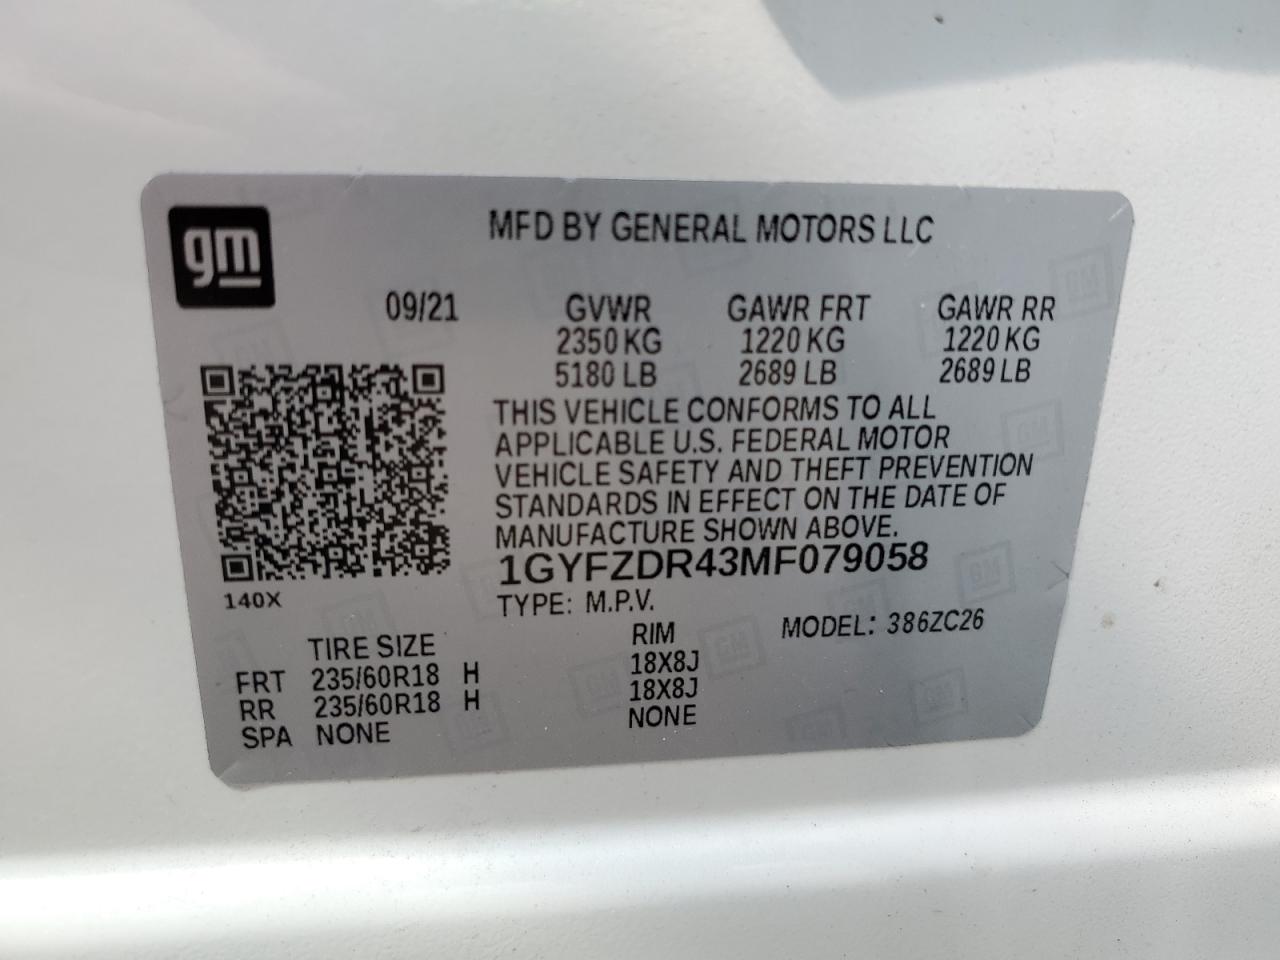 gm
MFD BY GENERAL MOTORS LLC
09/21 GVWR GAWR FRT GAWR RR
2350 KG 1220 KG 1220 KG
5180 LB 2689 LB 2689 LB
THIS VEHICLE CONFORMS TO ALL
APPLICABLE U.S. FEDERAL MOTOR
VEHICLE SAFETY AND THEFT PREVENTION
STANDARDS IN EFFECT ON THE DATE OF
MANUFACTURE SHOWN ABOVE.
1GYFZDR43MF079058
140X
TYPE: M.P.V.
MODEL: 386ZC26
TIRE SIZE RIM
FRT 235/60R18 H 18X8J
RR 235/60R18 H 18X8J
SPA NONE NONE